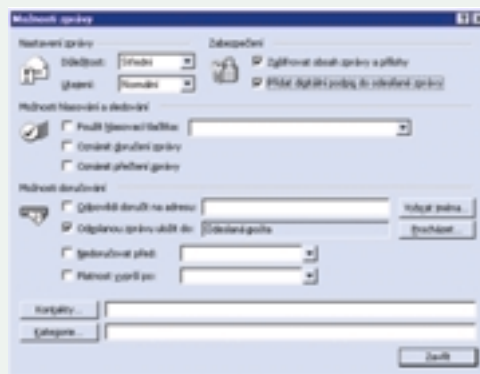 Možnosti zprávy
Nastavení zprávy
Důležitost: Střední
Utajení: Normální
Zabezpečení
Zašifrovat obsah zprávy a přílohy
Přidat digitální podpis do odesílané zprávy
Možnosti hlasování a sledování
Použít hlasovací tlačítka:
Oznámit doručení zprávy
Oznámit přečtení zprávy
Možnosti doručování
Odpovědi doručit na adresu: Vybrat jména...
Odeslanou zprávu uložit do: Odeslaná pošta Procházet...
Nedoručovat před:
Platnost vyprší po:
Kontakty...
Kategorie...
Zavřít